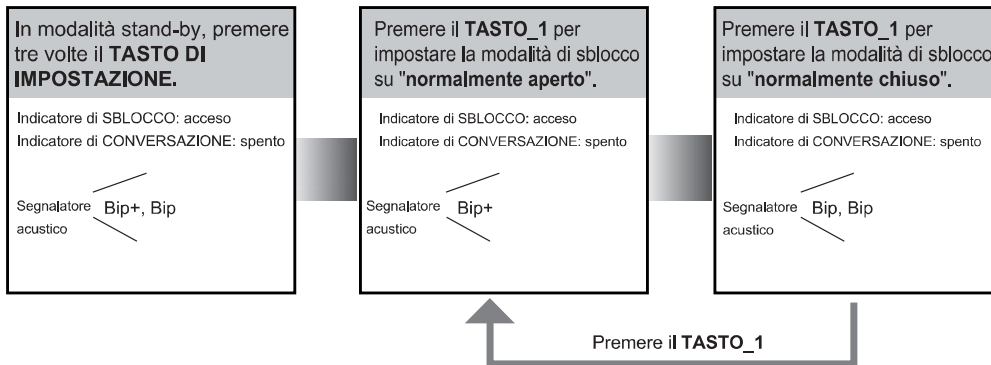 In modalità stand-by, premere
tre volte il TASTO DI
IMPOSTAZIONE.
Indicatore di SBLOCCO: acceso
Indicatore di CONVERSAZIONE: spento
Segnalatore
acustico
Bip+, Bip
Premere il TASTO_1 per
impostare la modalità di sblocco
su "normalmente aperto".
Indicatore di SBLOCCO: acceso
Indicatore di CONVERSAZIONE: spento
Segnalatore
acustico
Bip+
Premere il TASTO_1 per
impostare la modalità di sblocco
su "normalmente chiuso".
Indicatore di SBLOCCO: acceso
Indicatore di CONVERSAZIONE: spento
Segnalatore
acustico
Bip, Bip
Premere il TASTO_1